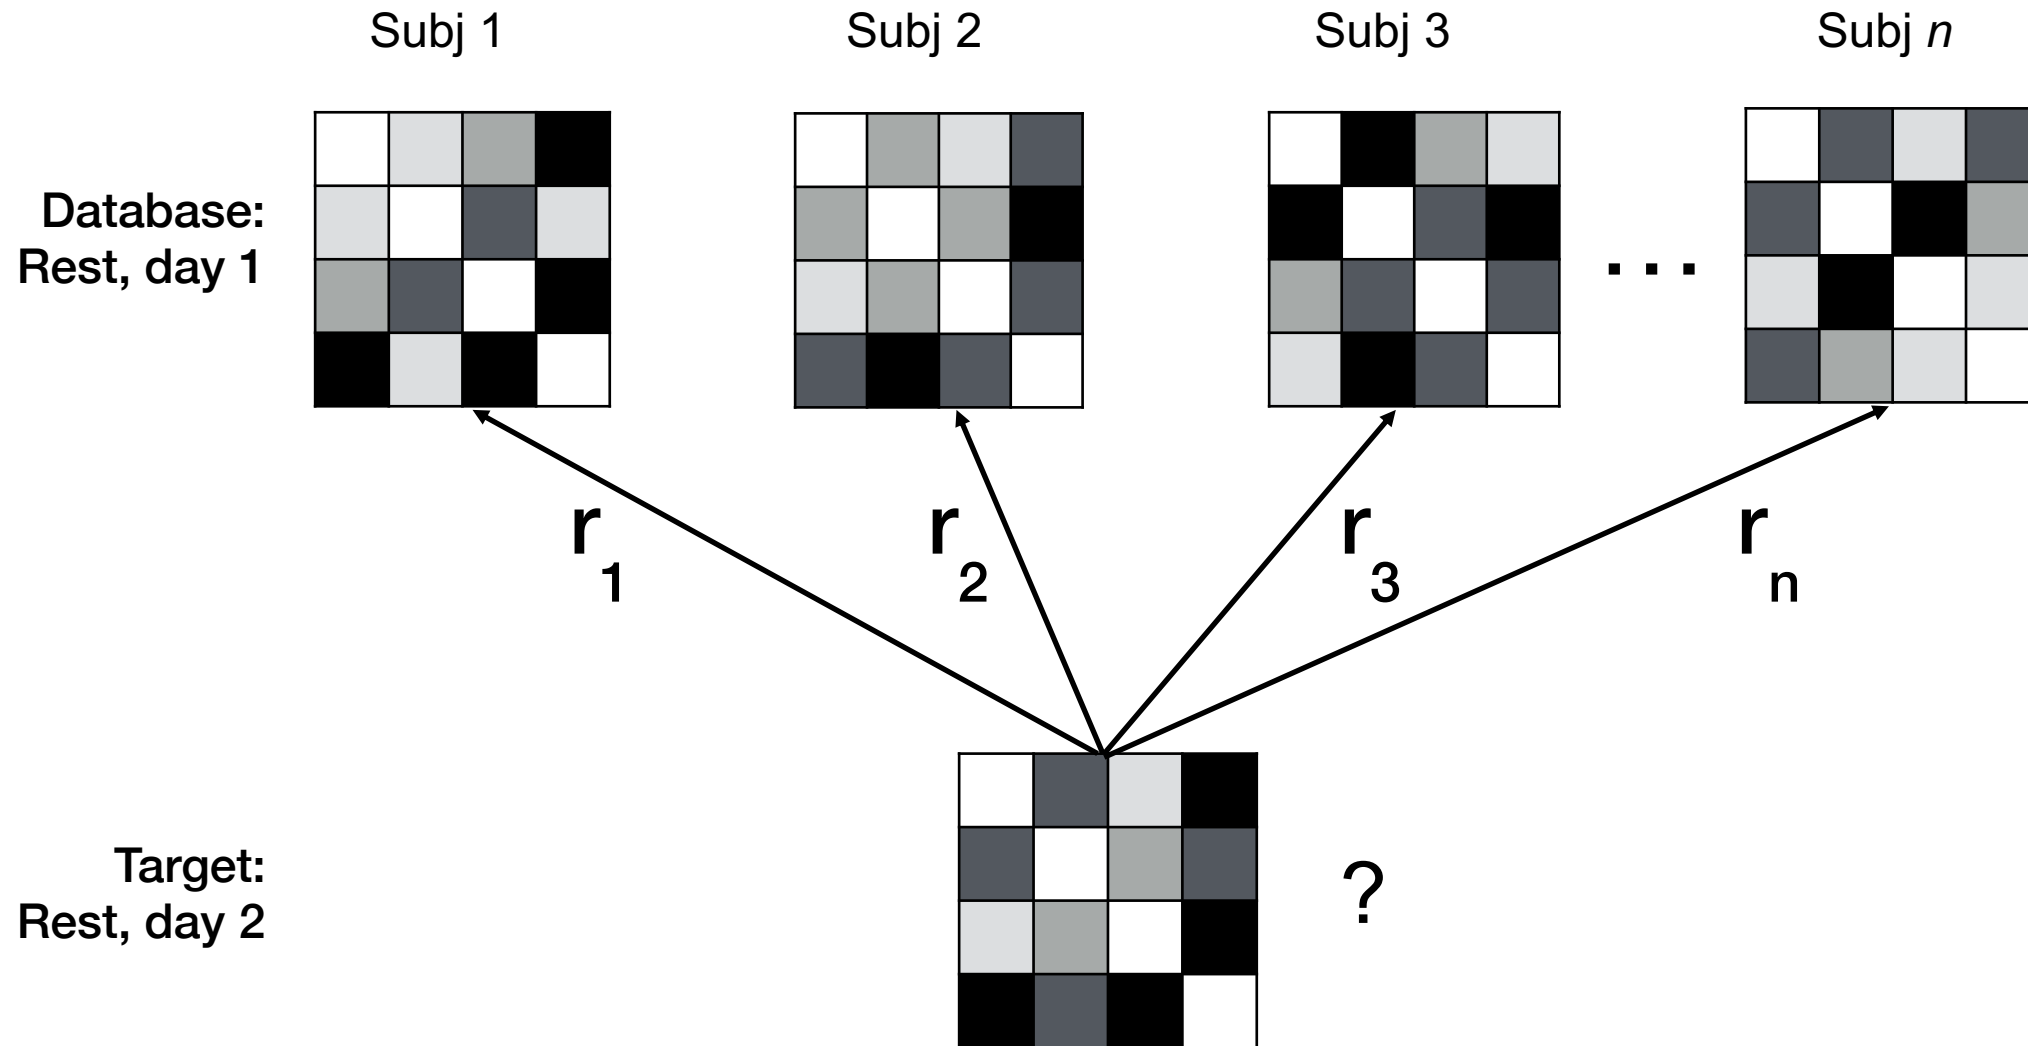 Subj 1
Subj 2
Subj 3
Subj n
Database:
Rest, day 1
...
r1
r2
r3
rn
Target:
Rest, day 2
?